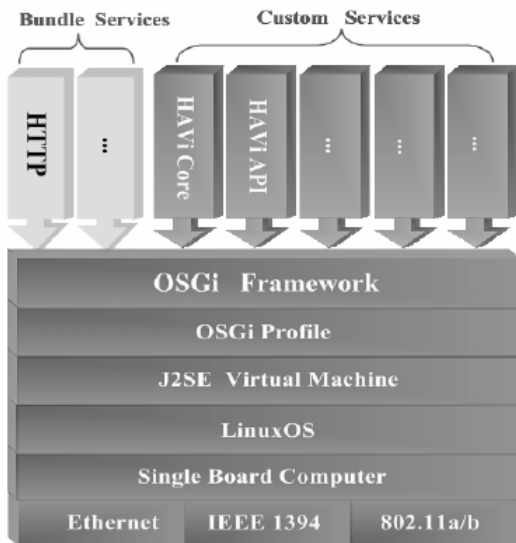 Bundle Services
Custom Services
HTTP
...
HAVi Core
HAVi API
...
...
...
OSGi Framework
OSGi Profile
J2SE Virtual Machine
LinuxOS
Single Board Computer
Ethernet
IEEE 1394
802.11a/b